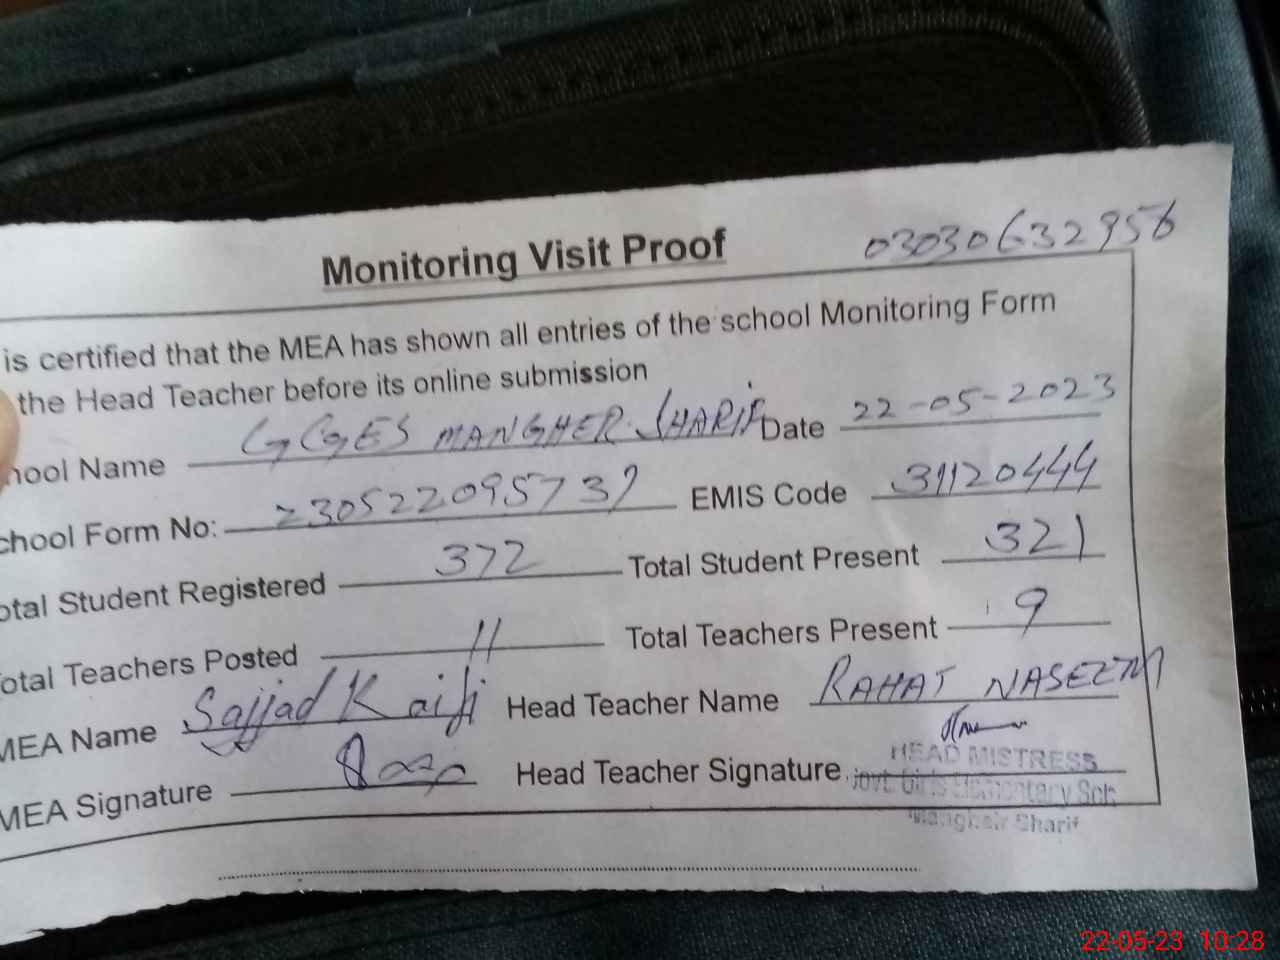 Monitoring Visit Proof
03030632956
is certified that the MEA has shown all entries of the school Monitoring Form
the Head Teacher before its online submission
hool Name GGES MANGHER SHARIF Date 22-05-2023
chool Form No: 230522095737 EMIS Code 31120444
otal Student Registered 372 Total Student Present 321
otal Teachers Posted 11 Total Teachers Present 9
MEA Name Sajjad Kaifi Head Teacher Name RAHAT NASEEM
MEA Signature Head Teacher Signature
HEAD MISTRESS
Govt. Girls Elementary Sch
Sharif
22-05-23 10:28